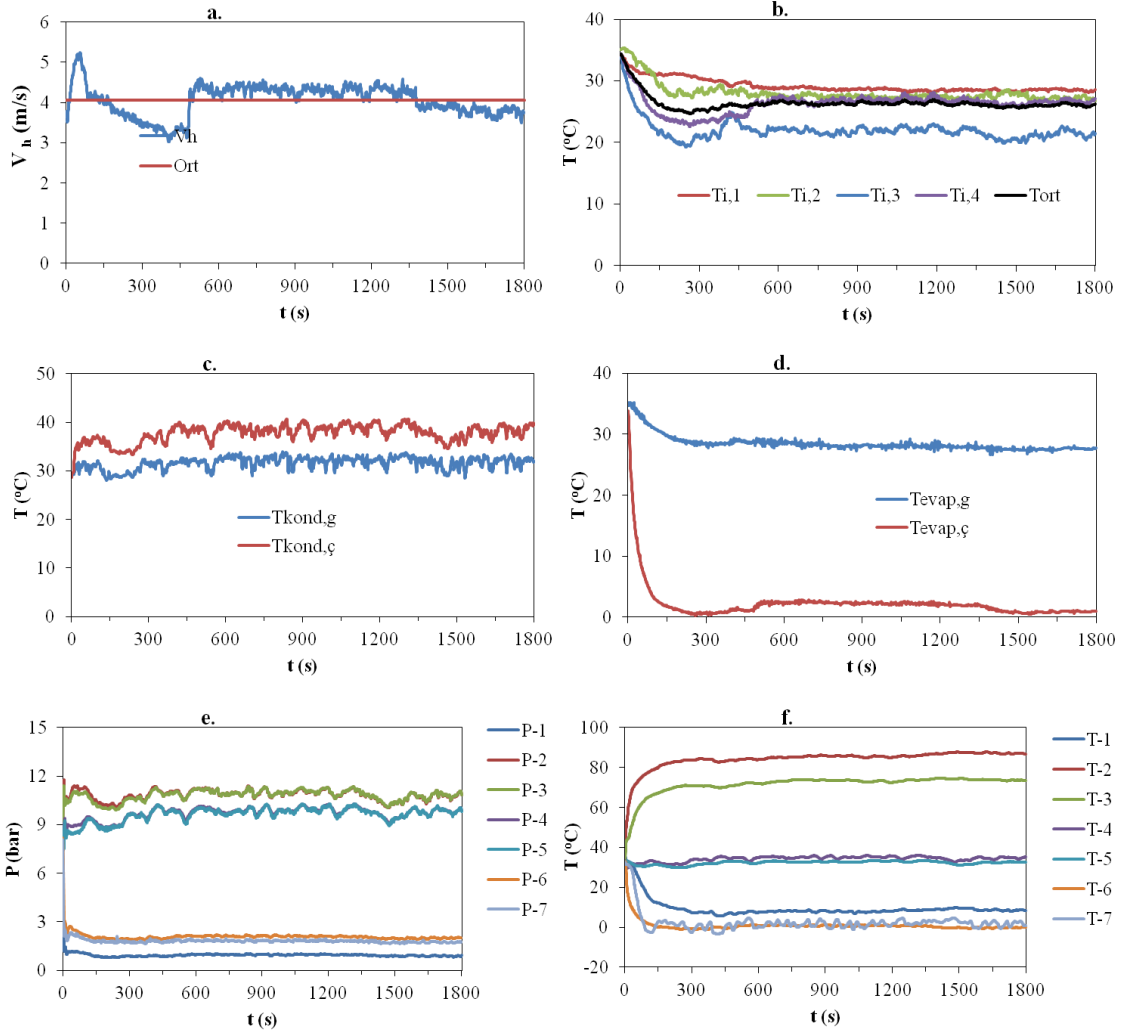 a.
6
5
4
3
2
1
0
V h (m/s)
Vh
Ort
0 300 600 900 1200 1500 1800
t (s)
b.
40
30
20
10
0
T (°C)
Ti,1 Ti,2 Ti,3 Ti,4 Tort
0 300 600 900 1200 1500 1800
t (s)
c.
50
40
30
20
10
0
T (°C)
Tkond,g
Tkond,ç
0 300 600 900 1200 1500 1800
t (s)
d.
40
30
20
10
0
T (°C)
Tevap,g
Tevap,ç
0 300 600 900 1200 1500 1800
t (s)
e.
15
12
9
6
3
0
P (bar)
P-1
P-2
P-3
P-4
P-5
P-6
P-7
0 300 600 900 1200 1500 1800
t (s)
f.
100
80
60
40
20
0
-20
T (°C)
T-1
T-2
T-3
T-4
T-5
T-6
T-7
0 300 600 900 1200 1500 1800
t (s)